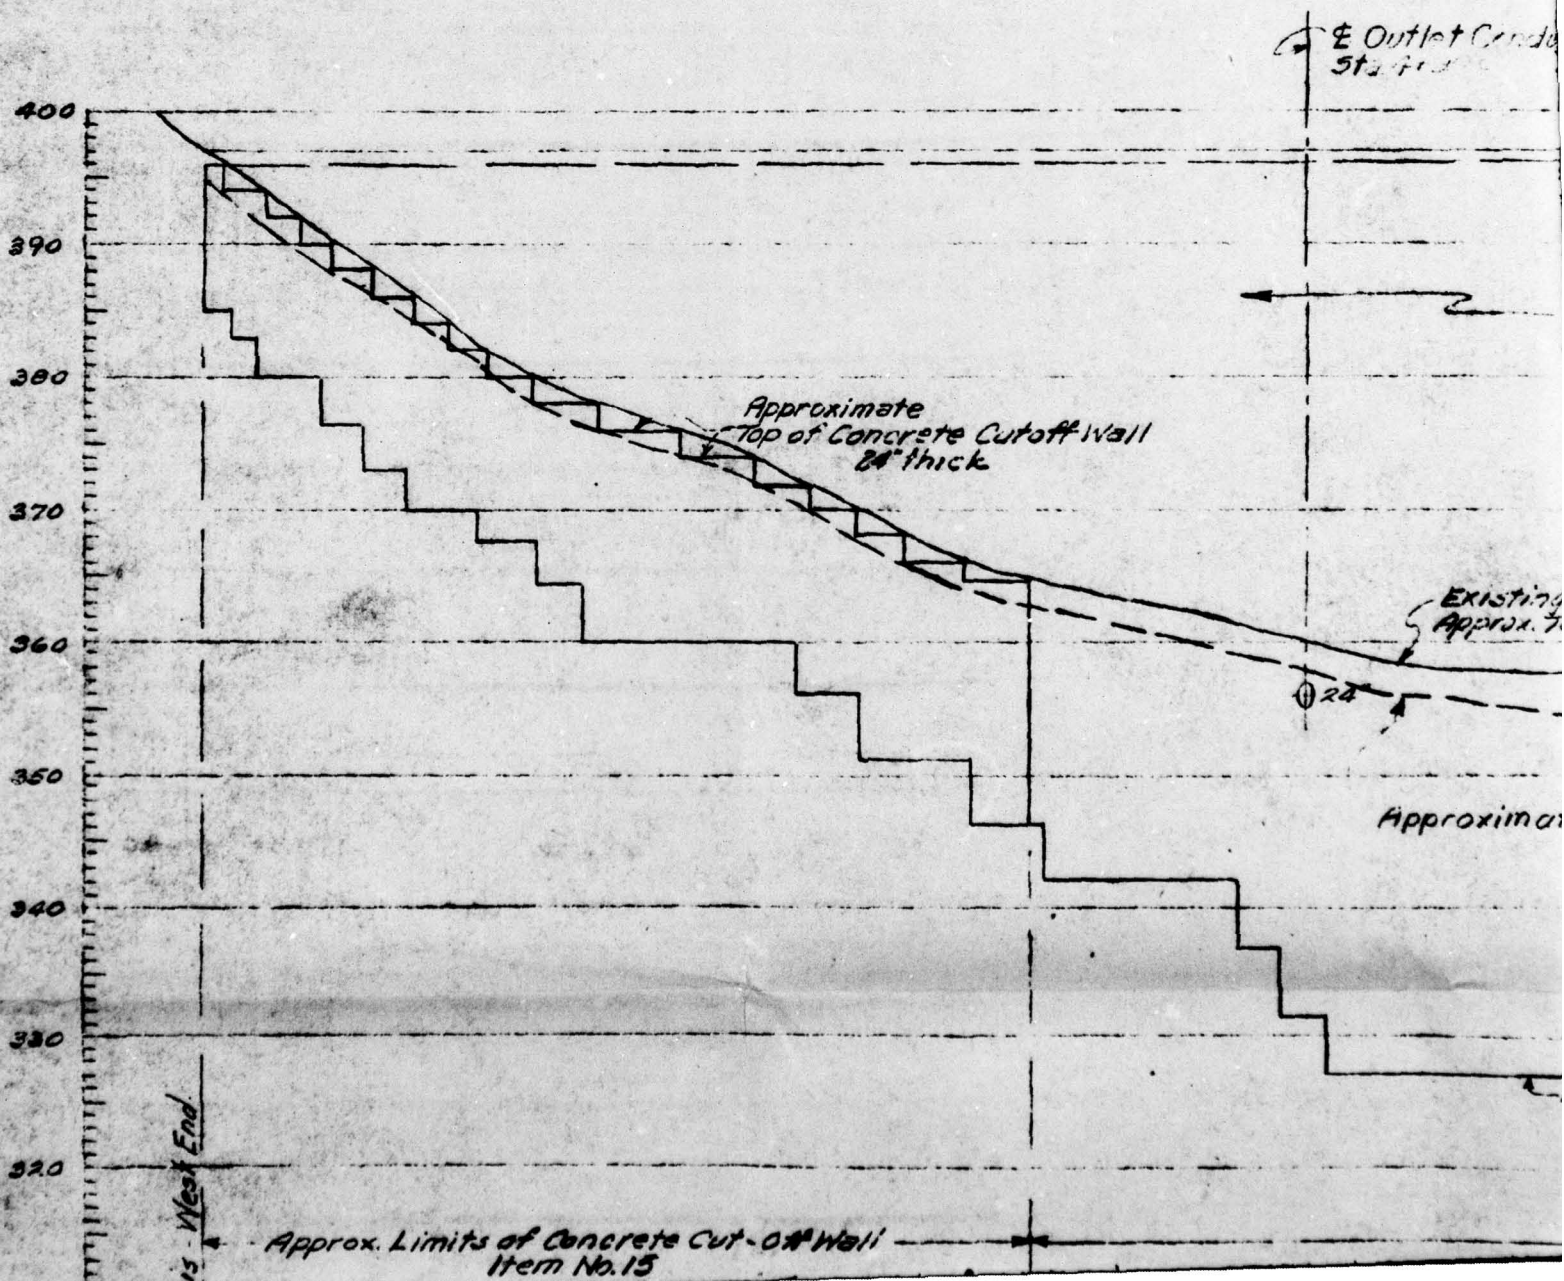 ℄ Outlet
400
390
380
Approximate
Top of Concrete Cutoff Wall
24" thick
370
Existing
Approx.
360
24"
350
340
330
320
West End
Approx. Limits of Concrete Cut-Off Wall
Item No. 15